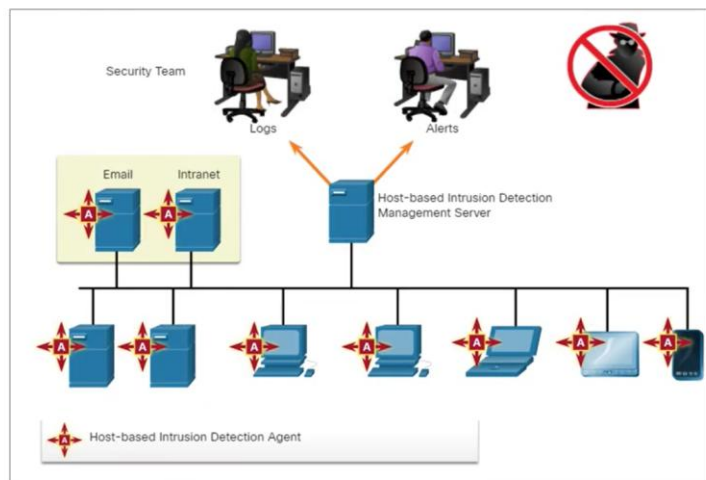 Security Team
Logs
Alerts
Email
Intranet
A
A
Host-based Intrusion Detection
Management Server
A
A
A
A
A
A
A
A
Host-based Intrusion Detection Agent